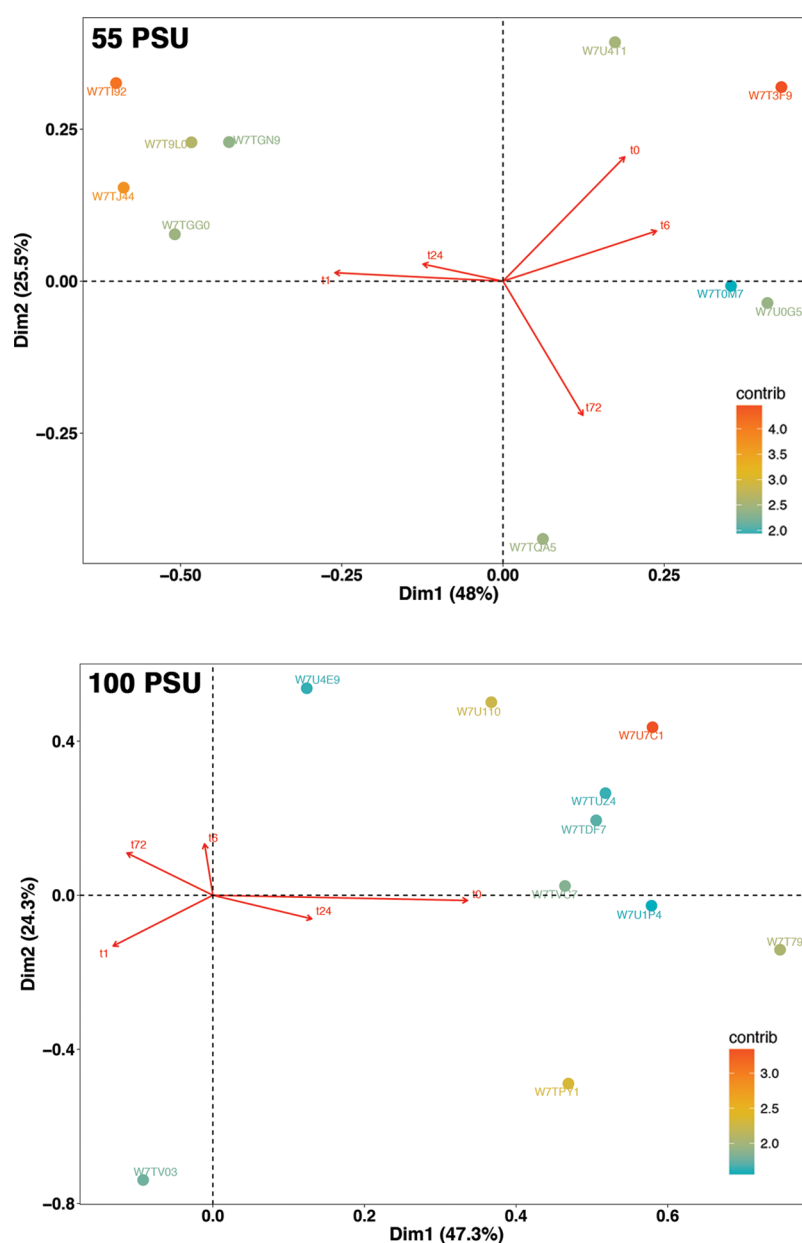 55 PSU
W7U4T1
W7TI92
W7T3F9
0.25
W7T9L0
W7TGN9
t0
W7TJ44
W7TGG0
t6
t24
0.00
t1
W7T0M7
W7U0G5
Dim2 (25.5%)
contrib
t72
4.0
−0.25
3.5
3.0
2.5
W7TQA5
2.0
−0.50
−0.25
0.00
0.25
Dim1 (48%)
100 PSU
W7U4E9
W7U110
0.4
W7U7C1
W7TUZ4
W7TDF7
t72
t6
0.0
t0
t24
W7U1P4
W7T79
t1
Dim2 (24.3%)
contrib
−0.4
3.0
W7TPY1
2.5
2.0
W7TV03
−0.8
0.0
0.2
0.4
0.6
Dim1 (47.3%)